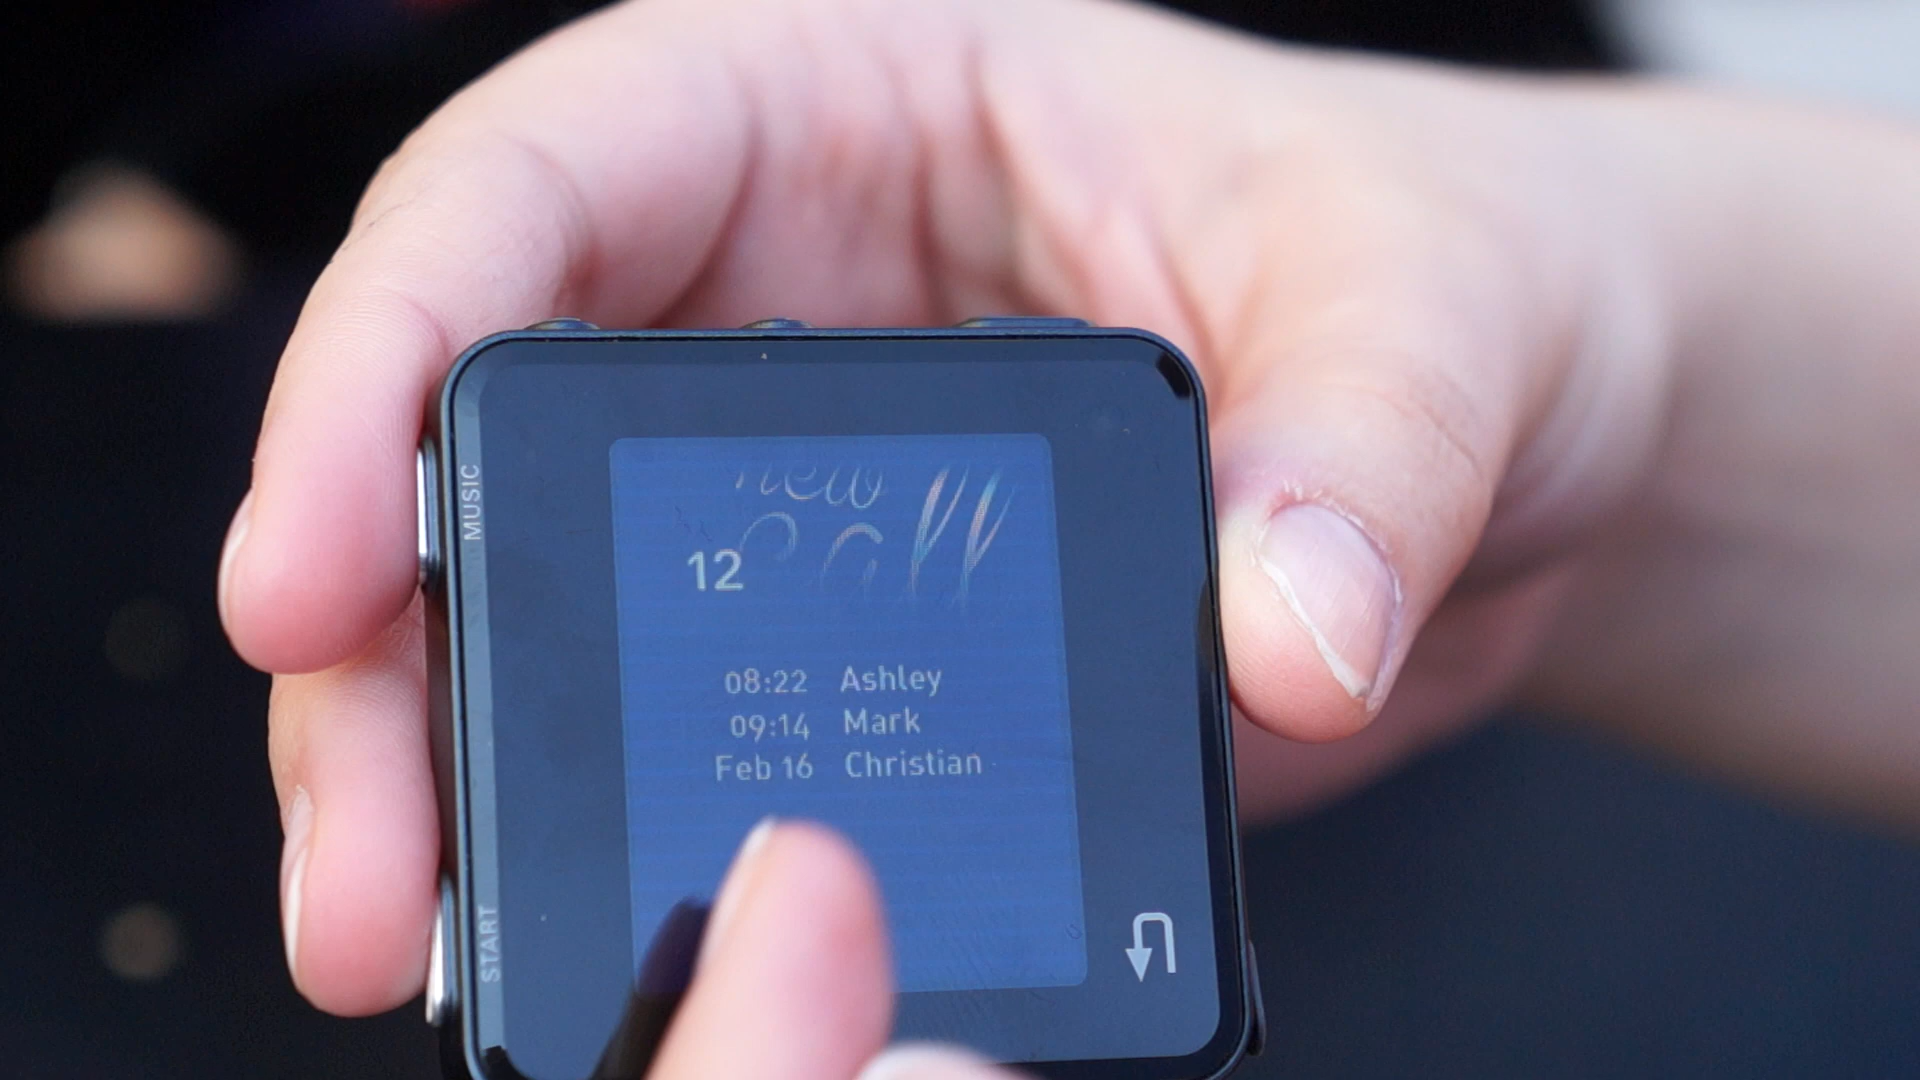 new
12 call
08:22 Ashley
09:14 Mark
Feb 16 Christian
MUSIC
START